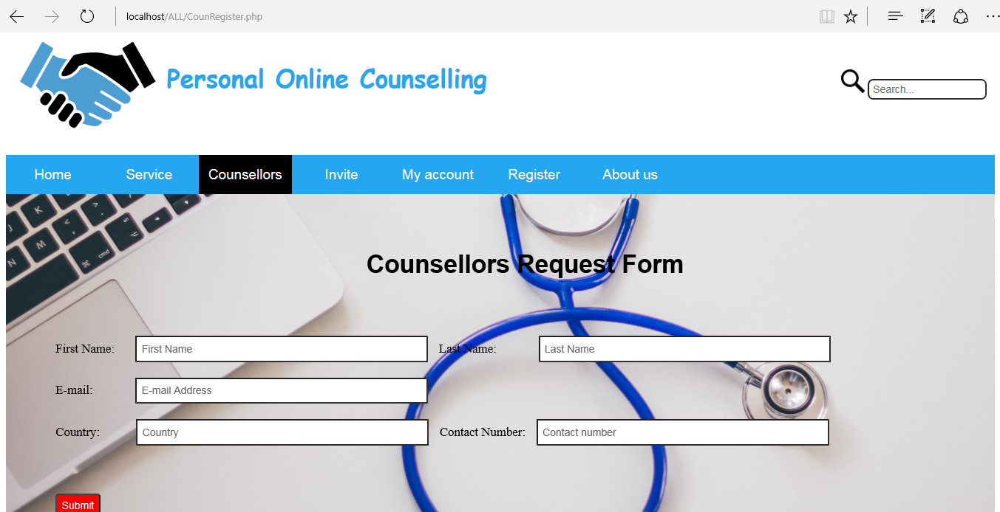 localhost/ALL/CounRegister.php
Personal Online Counselling
Search...
Home Service Counsellors Invite My account Register About us
K
J
M
N
<
>
?
alt
⌥
⌘ cmd
Counsellors Request Form
First Name: First Name Last Name: Last Name
E-mail: E-mail Address
Country: Country Contact Number: Contact number
Submit